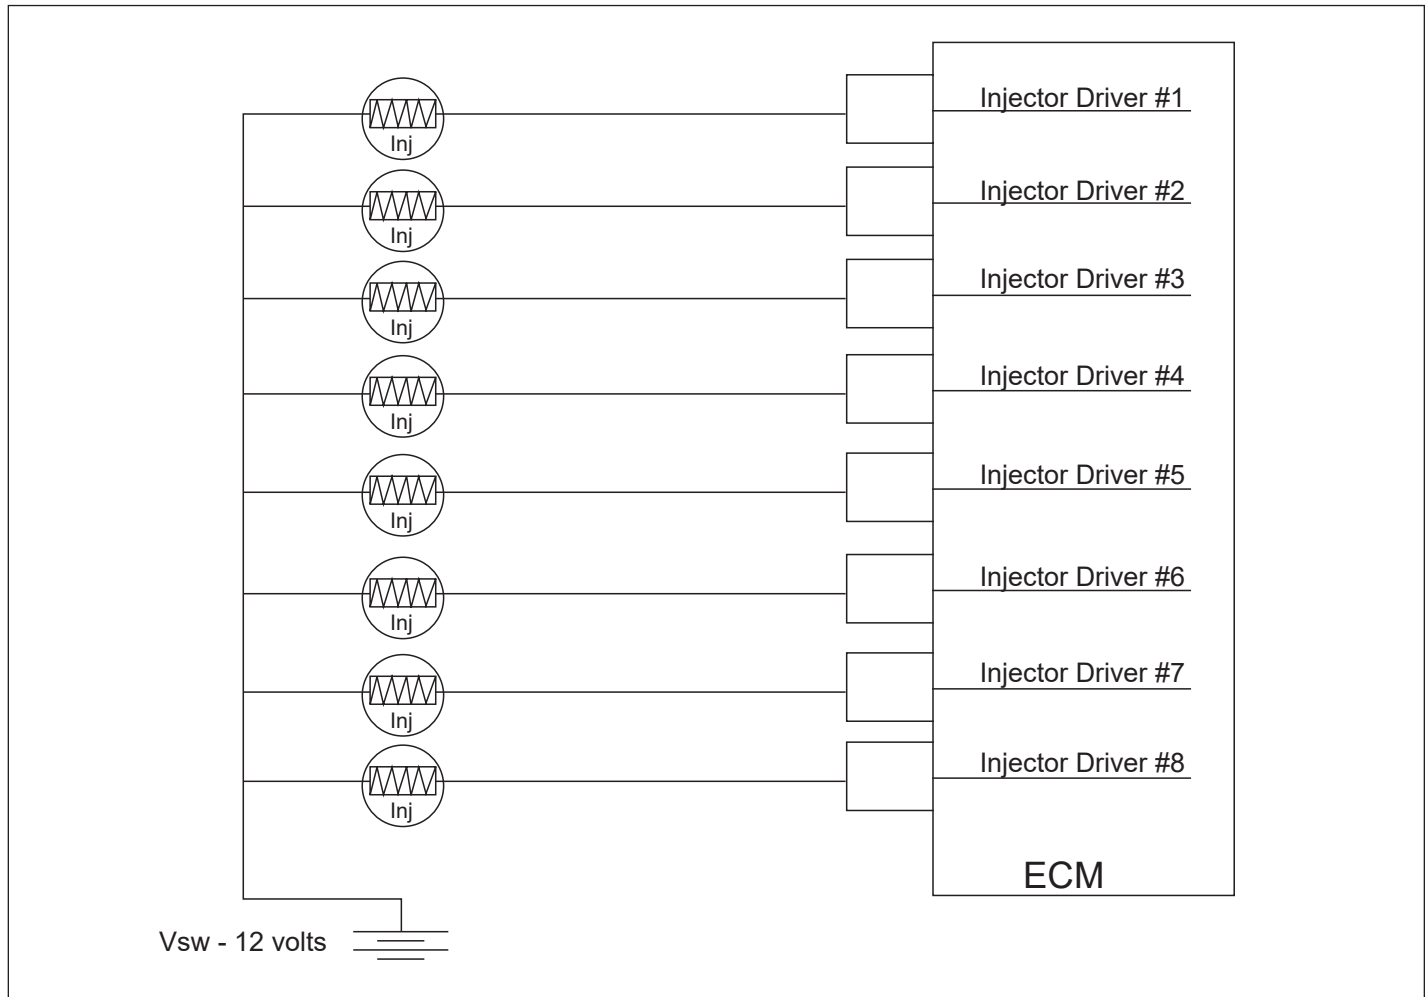 Injector Driver #1
Inj
Injector Driver #2
Inj
Injector Driver #3
Inj
Injector Driver #4
Inj
Injector Driver #5
Inj
Injector Driver #6
Inj
Injector Driver #7
Inj
Injector Driver #8
Inj
ECM
Vsw - 12 volts